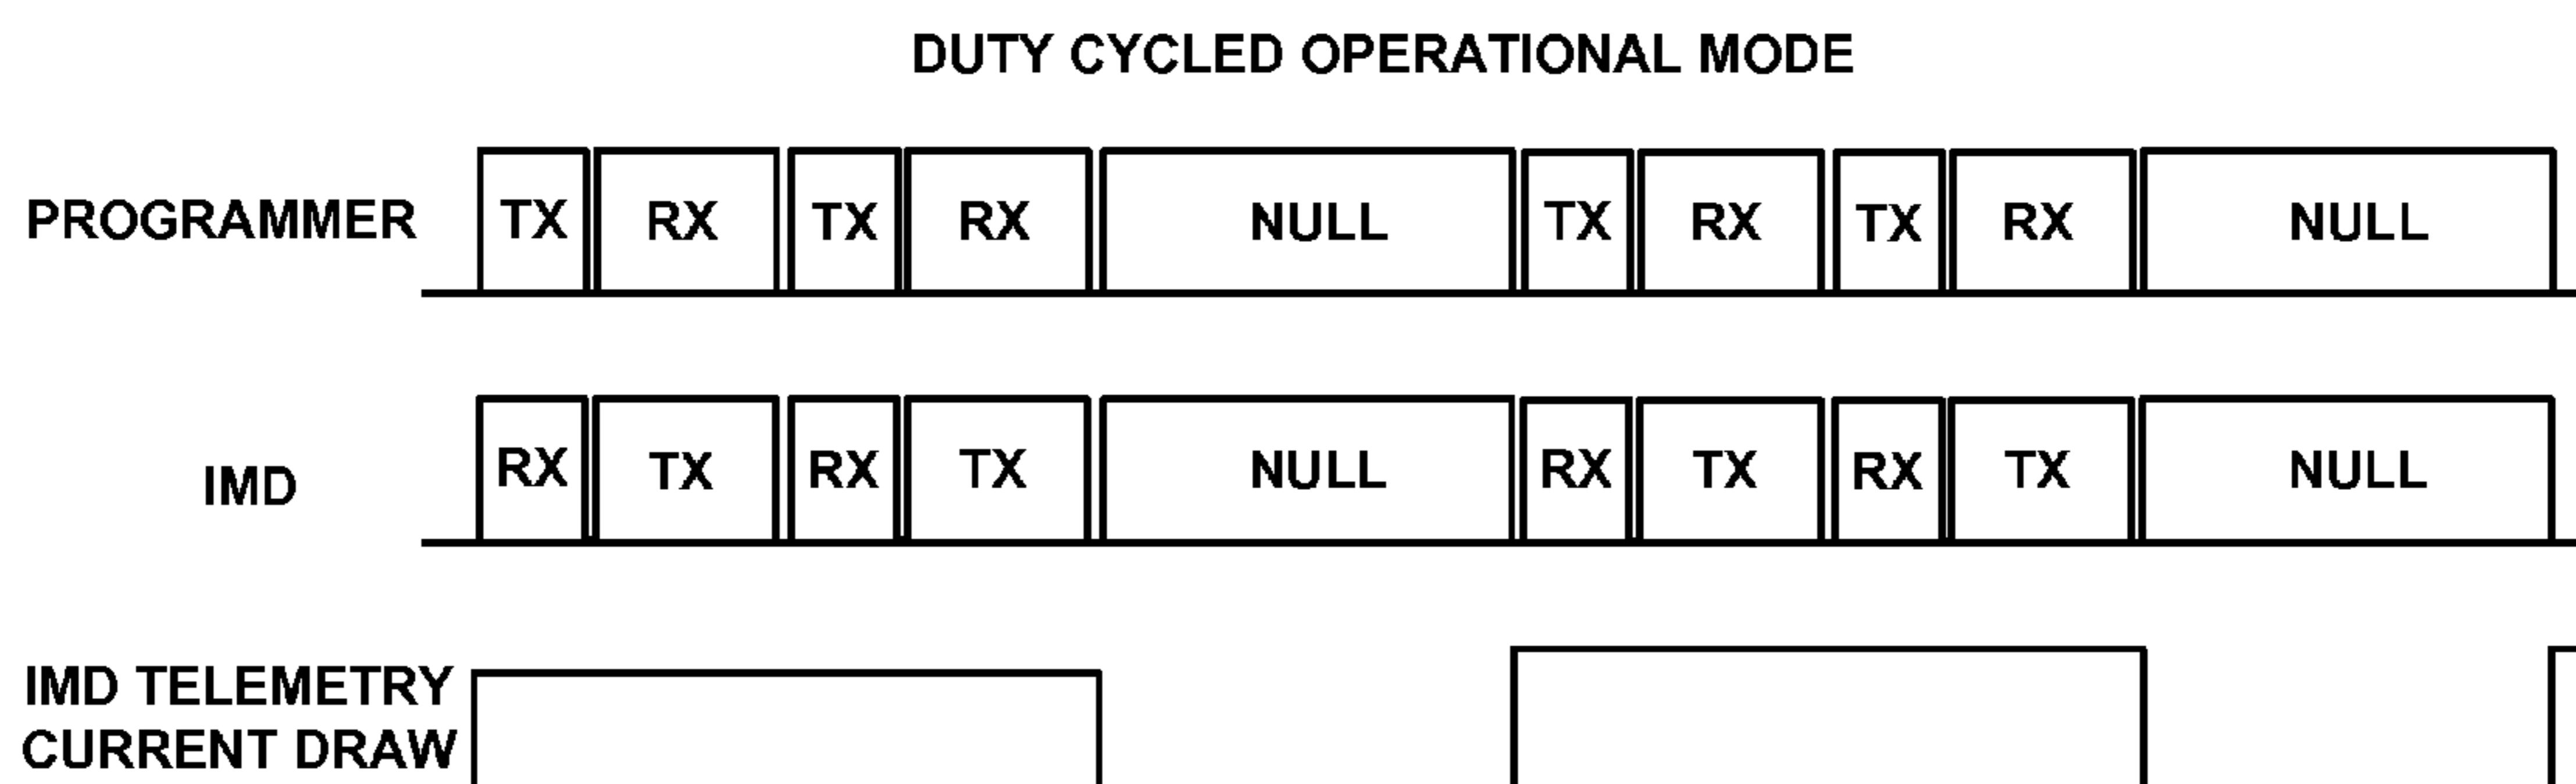 DUTY CYCLED OPERATIONAL MODE
PROGRAMMER TX RX TX RX NULL TX RX TX RX NULL
IMD RX TX RX TX NULL RX TX RX TX NULL
IMD TELEMETRY
CURRENT DRAW